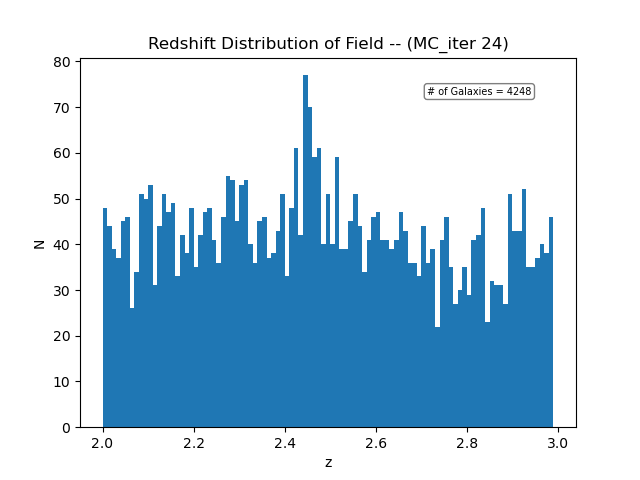 Redshift Distribution of Field -- (MC_iter 24)
# of Galaxies = 4248
80
70
60
50
40
30
20
10
0
N
2.0 2.2 2.4 2.6 2.8 3.0
z